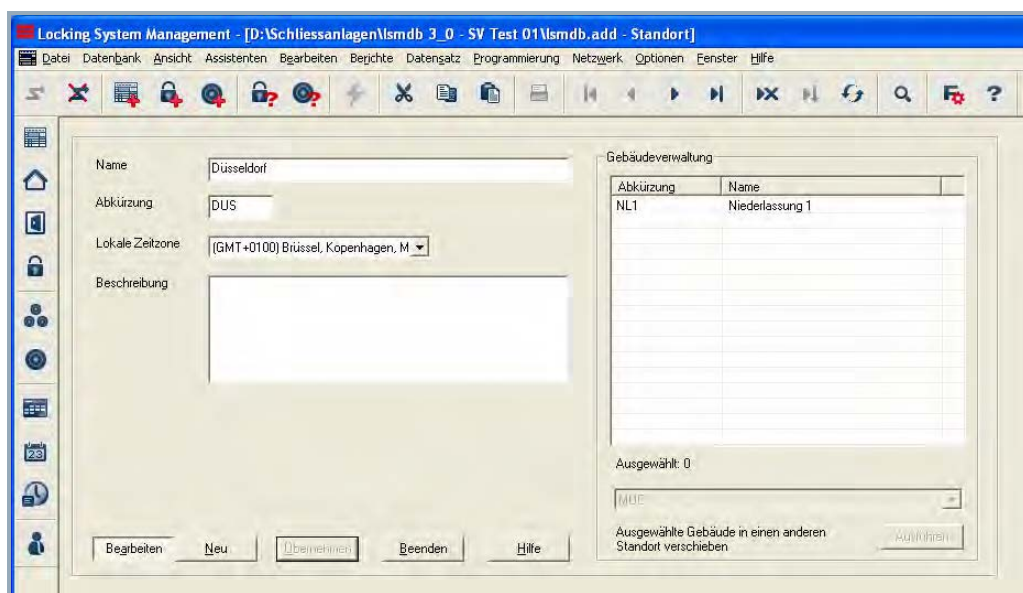 Locking System Management - [D:\Schliessanlagen\lsmdb 3_0 - SV Test 01\lsmdb.add - Standort]
Datei Datenbank Ansicht Assistenten Bearbeiten Berichte Datensatz Programmierung Netzwerk Optionen Fenster Hilfe
Name
Düsseldorf
Abkürzung
DUS
Lokale Zeitzone
(GMT+0100) Brüssel, Kopenhagen, M
Beschreibung
Gebäudeverwaltung
Abkürzung Name
NL1 Niederlassung 1
Ausgewählt: 0
MUE
Ausgewählte Gebäude in einen anderen
Standort verschieben
Ausführen
Bearbeiten Neu Übernehmen Beenden Hilfe
23